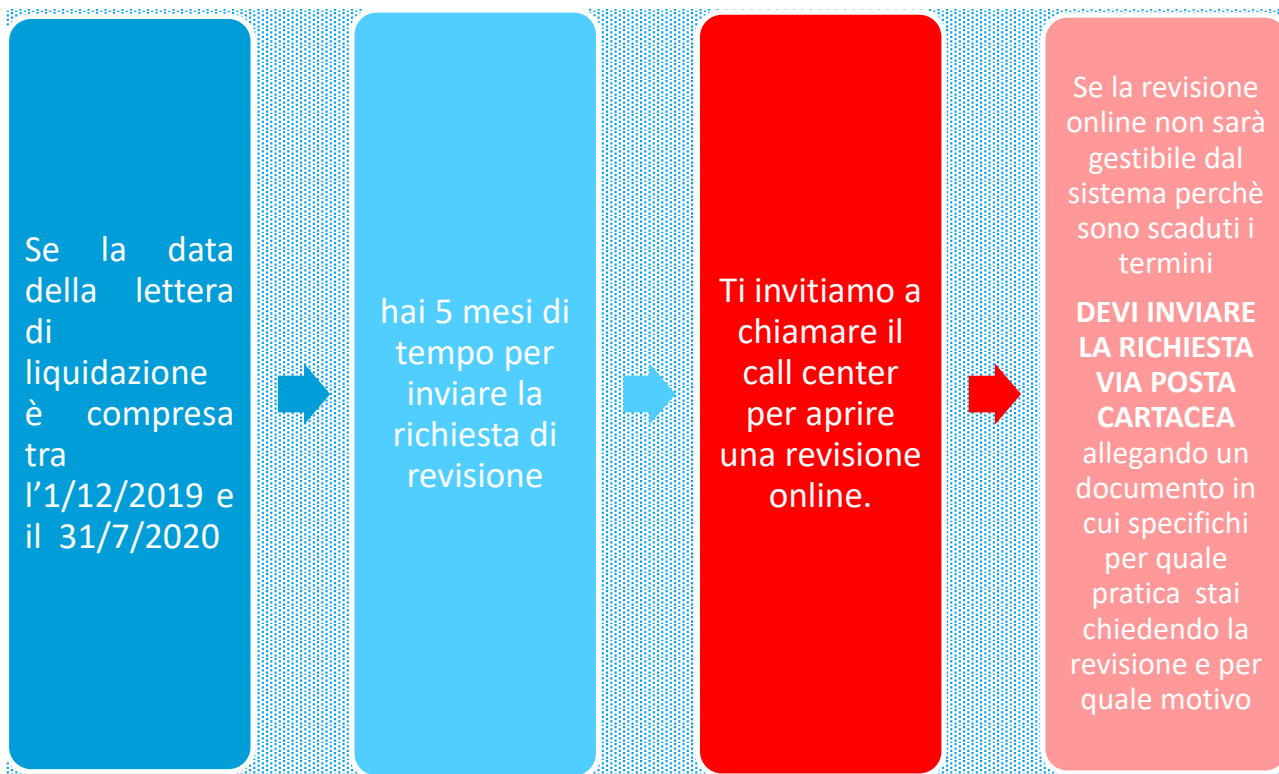 Se la data
della lettera
di
liquidazione
è compresa
tra
l'1/12/2019 e
il 31/7/2020
hai 5 mesi di
tempo per
inviare la
richiesta di
revisione
Ti invitiamo a
chiamare il
call center
per aprire
una revisione
online.
Se la revisione
online non sarà
gestibile dal
sistema perchè
sono scaduti i
termini
DEVI INVIARE
LA RICHIESTA
VIA POSTA
CARTACEA
allegando un
documento in
cui specifichi
per quale
pratica stai
chiedendo la
revisione e per
quale motivo